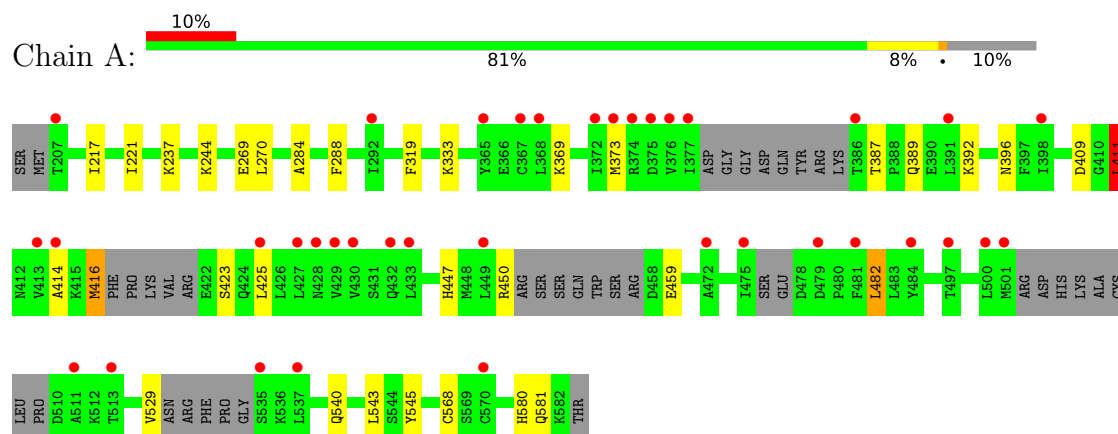 10%
Chain A:
81% 8% • 10%
SER MET T207 I217 I221 K237 K244 E269 L270 A284 F288 I292 F319 K333 Y365 E366 C367 L368 K369 I372 M373 R374 D375 V376 I377 ASP GLY GLY ASP GLN TYR ARG LYS T386 T387 P388 Q389 E390 L391 K392 N396 F397 I398 D409 G410 L411
N412 V413 A414 K415 M416 PHE PRO LYS VAL ARG E422 S423 Q424 L425 L426 L427 N428 V429 V430 S431 Q432 L433 H447 M448 L449 R450 ARG SER SER GLN TRP SER ARG D458 E459 A472 I475 SER GLU D478 D479 P480 F481 L482 L483 Y484 T497 L500 M501 ARG ASP HIS LYS ALA CYS
LEU PRO D510 A511 K512 T513 V529 ASN ARG PHE PRO GLY S535 K536 L537 Q540 L543 S544 Y545 C568 S569 C570 H580 Q581 K582 THR